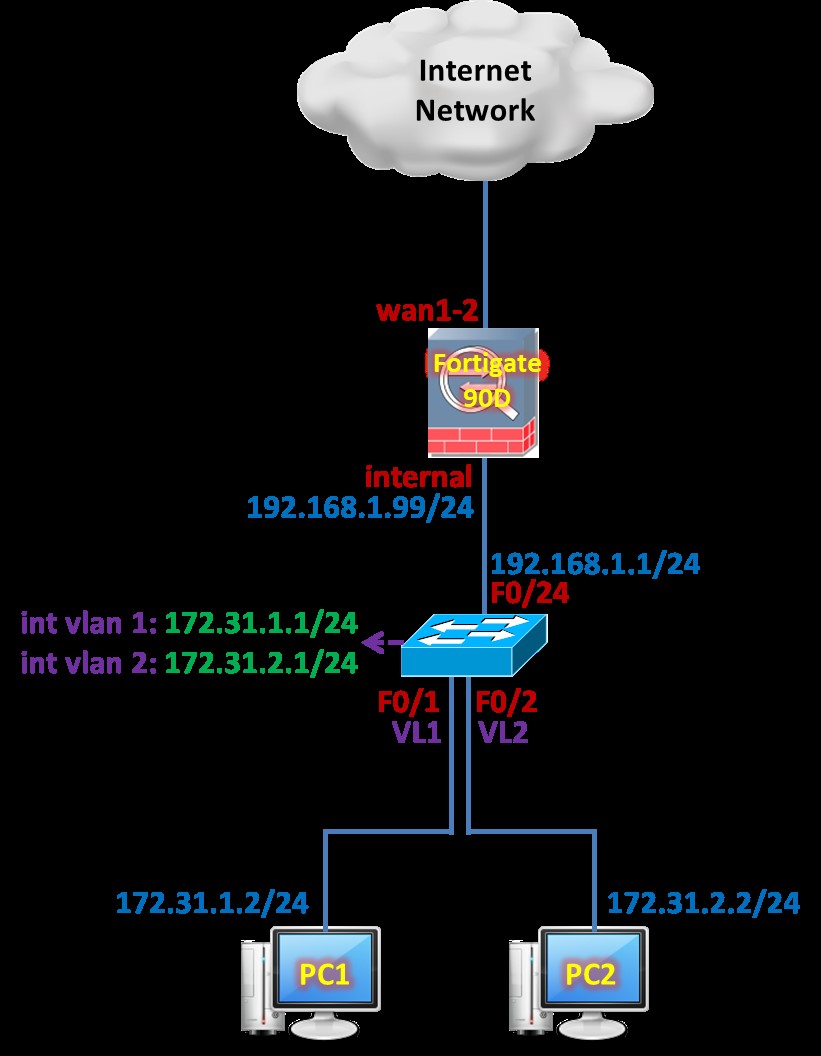 Internet
Network
wan1-2
Fortigate
90D
internal
192.168.1.99/24
192.168.1.1/24
F0/24
int vlan 1: 172.31.1.1/24
int vlan 2: 172.31.2.1/24
F0/1
VL1
F0/2
VL2
172.31.1.2/24
172.31.2.2/24
PC1
PC2